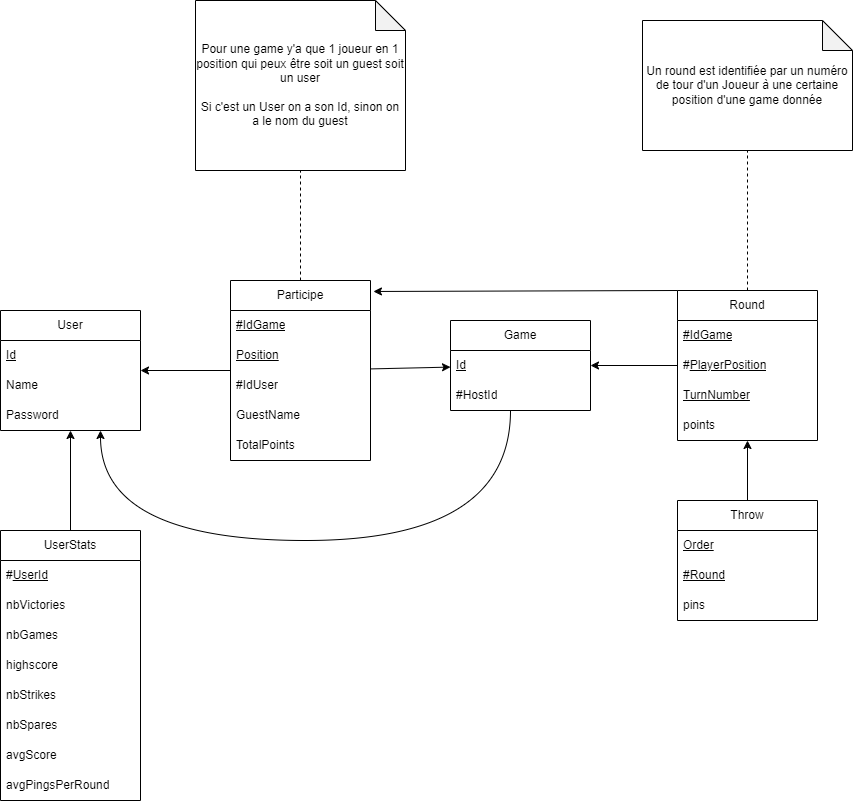 Pour une game y'a que 1 joueur en 1
position qui peux être soit un guest soit
un user
Si c'est un User on a son Id, sinon on
a le nom du guest
Un round est identifiée par un numéro
de tour d'un Joueur à une certaine
position d'une game donnée
Participe
#IdGame
Position
#IdUser
GuestName
TotalPoints
User
Id
Name
Password
Game
Id
#HostId
Round
#IdGame
#PlayerPosition
TurnNumber
points
Throw
Order
#Round
pins
UserStats
#UserId
nbVictories
nbGames
highscore
nbStrikes
nbSpares
avgScore
avgPingsPerRound